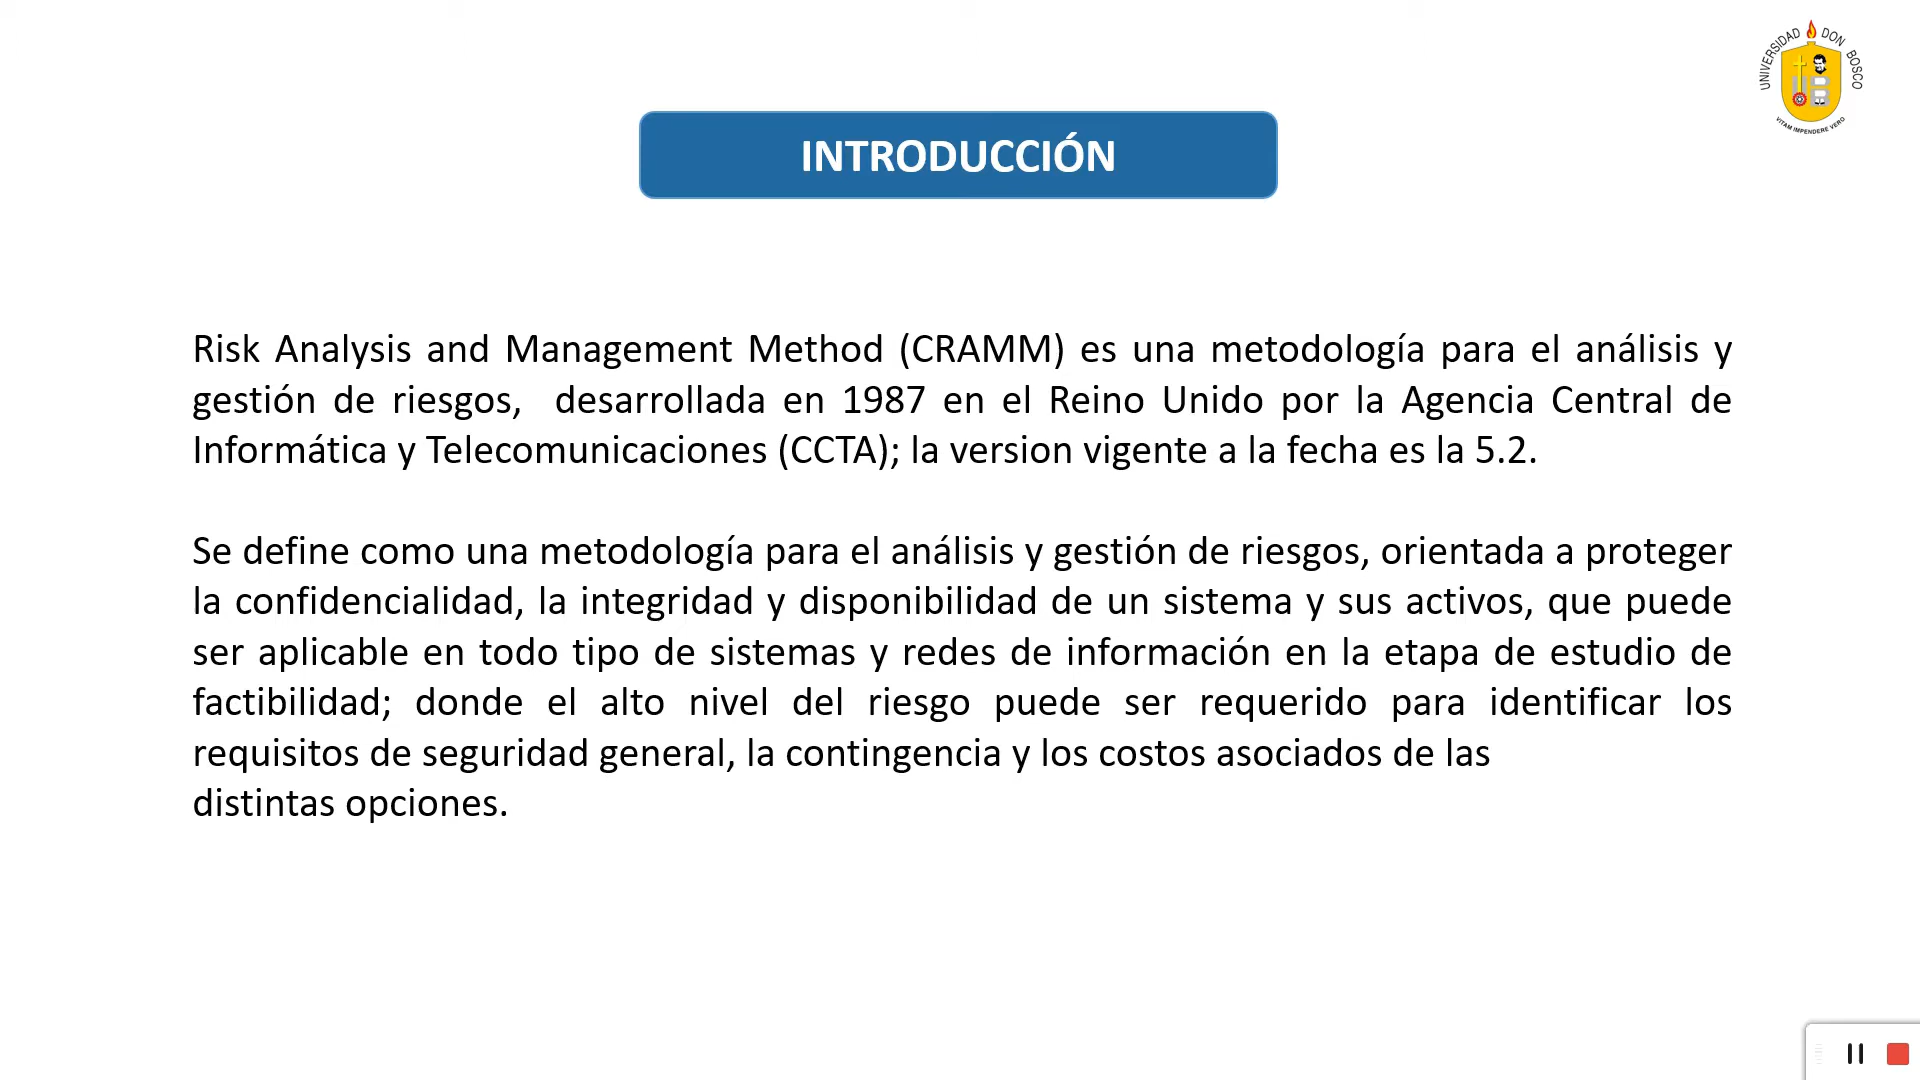 UNIVERSIDAD DON BOSCO
VITAM IMPENDERE VERO
INTRODUCCIÓN
Risk Analysis and Management Method (CRAMM) es una metodología para el análisis y
gestión de riesgos, desarrollada en 1987 en el Reino Unido por la Agencia Central de
Informática y Telecomunicaciones (CCTA); la version vigente a la fecha es la 5.2.
Se define como una metodología para el análisis y gestión de riesgos, orientada a proteger
la confidencialidad, la integridad y disponibilidad de un sistema y sus activos, que puede
ser aplicable en todo tipo de sistemas y redes de información en la etapa de estudio de
factibilidad; donde el alto nivel del riesgo puede ser requerido para identificar los
requisitos de seguridad general, la contingencia y los costos asociados de las
distintas opciones.